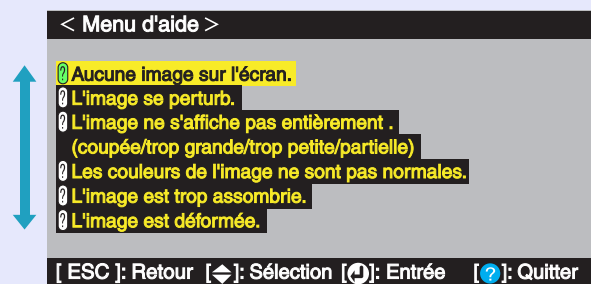 < Menu d'aide >
? Aucune image sur l'écran.
? L'image se perturb.
? L'image ne s'affiche pas entièrement .
(coupée/trop grande/trop petite/partielle)
? Les couleurs de l'image ne sont pas normales.
? L'image est trop assombrie.
? L'image est déformée.
[ ESC ]: Retour [◆]: Sélection [↵]: Entrée [?]: Quitter